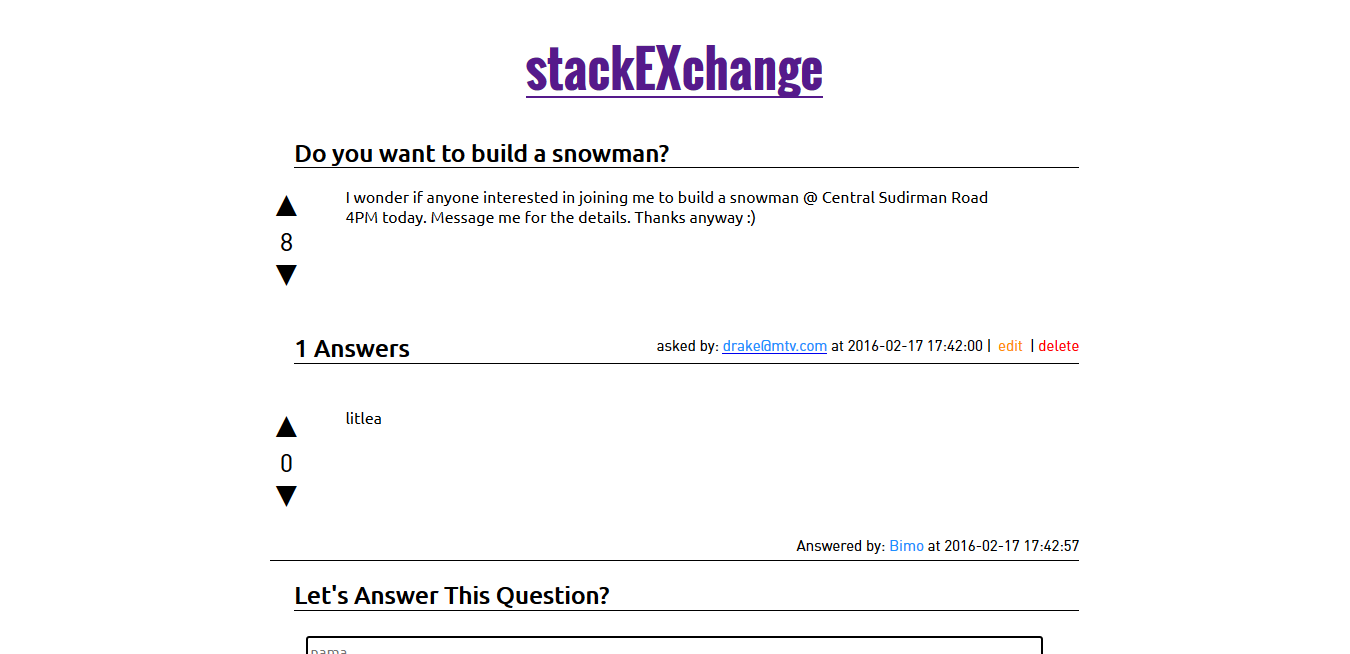 stackEXchange
Do you want to build a snowman?
▲
I wonder if anyone interested in joining me to build a snowman @ Central Sudirman Road
4PM today. Message me for the details. Thanks anyway :)
8
▼
1 Answers
asked by: drake@mtv.com at 2016-02-17 17:42:00 | edit | delete
▲
litlea
0
▼
Answered by: Bimo at 2016-02-17 17:42:57
Let's Answer This Question?
nama